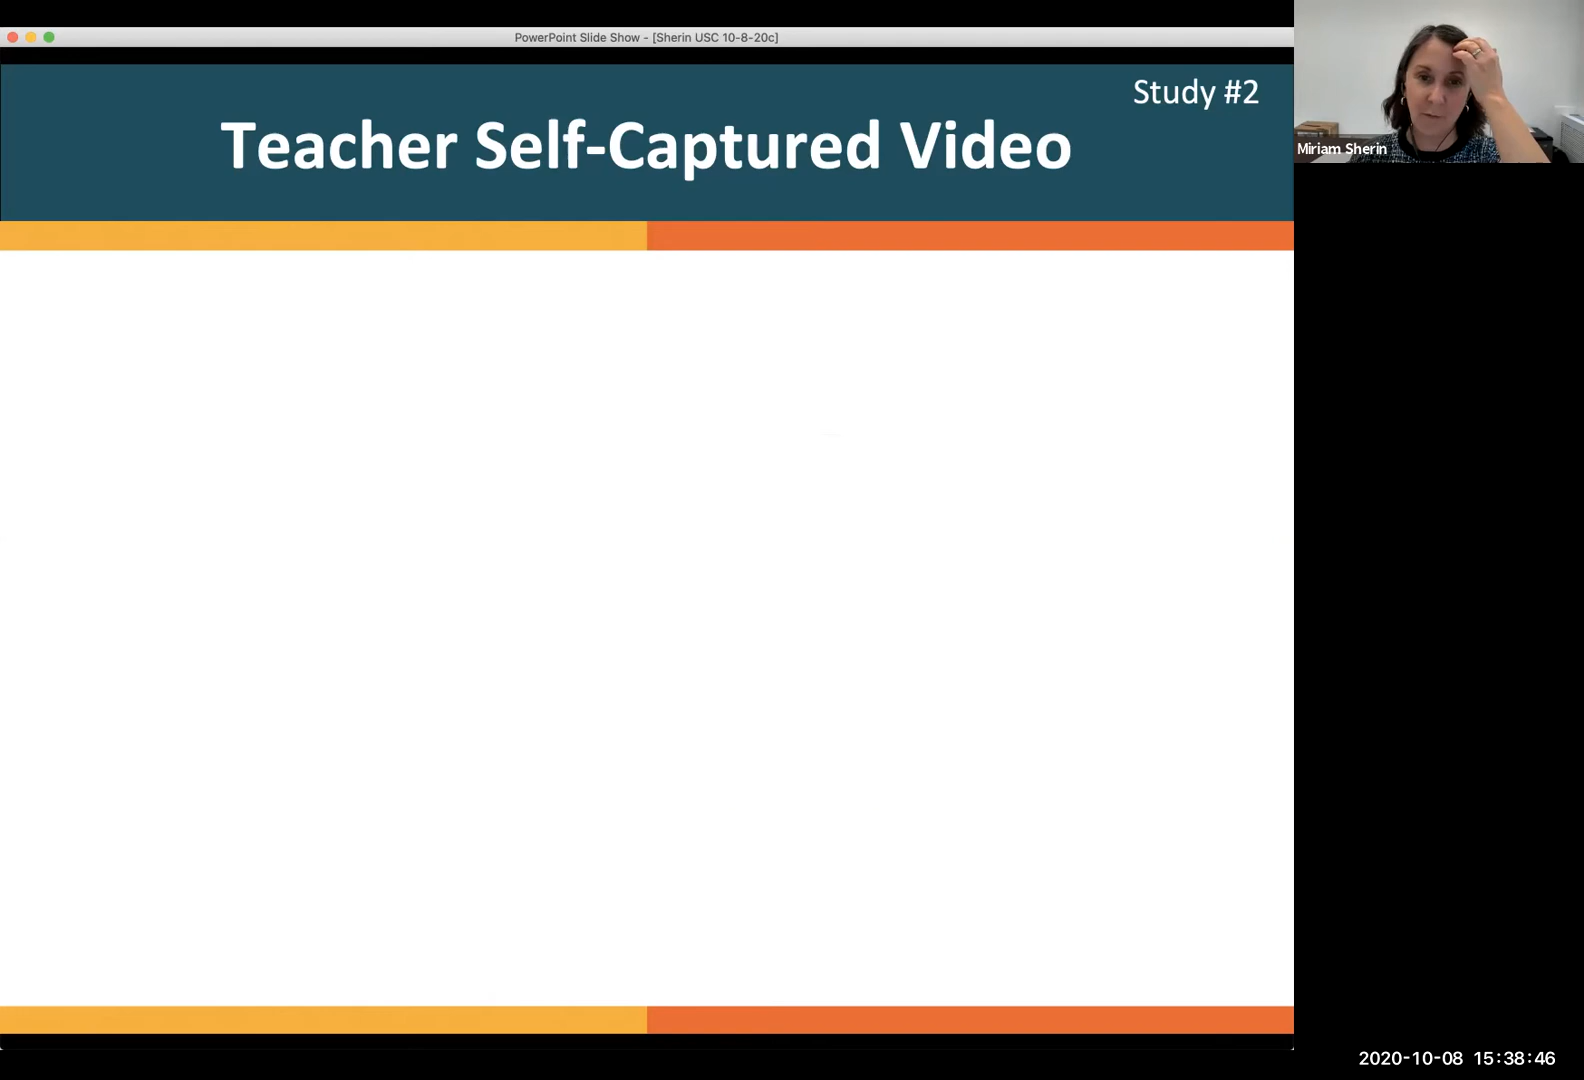 PowerPoint Slide Show - [Sherin USC 10-8-20c]
Study #2
Teacher Self-Captured Video
Miriam Sherin
2020-10-08 15:38:46